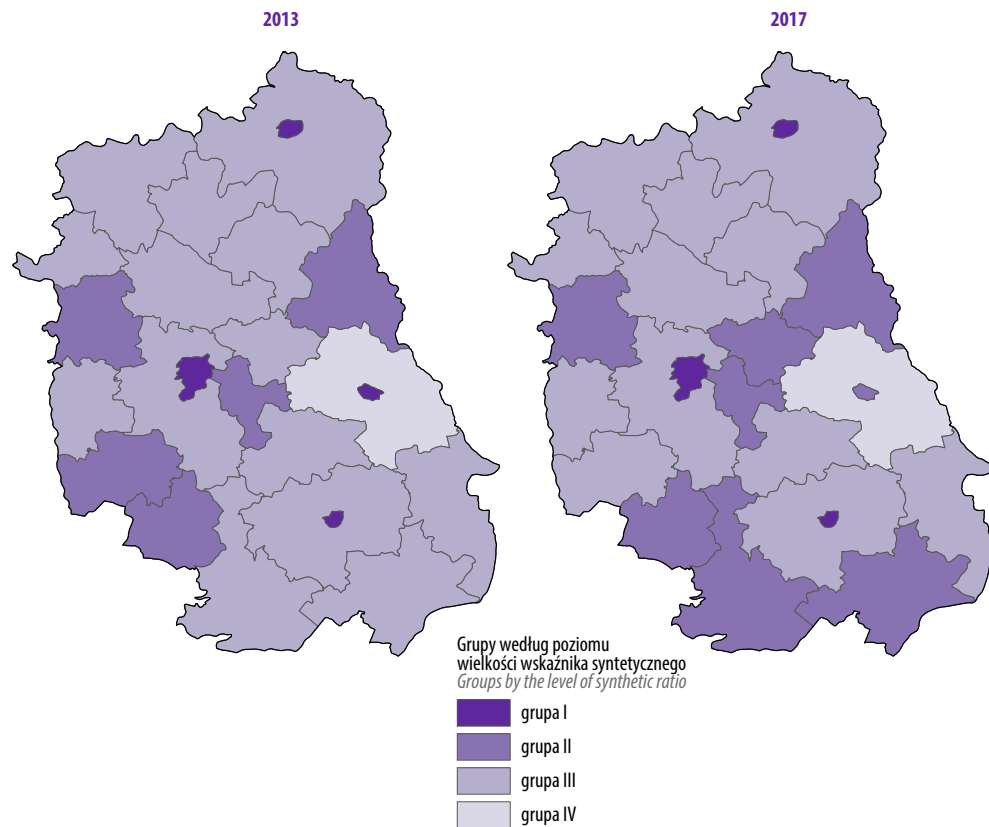 2013
2017
Grupy według poziomu
wielkości wskaźnika syntetycznego
Groups by the level of synthetic ratio
grupa I
grupa II
grupa III
grupa IV